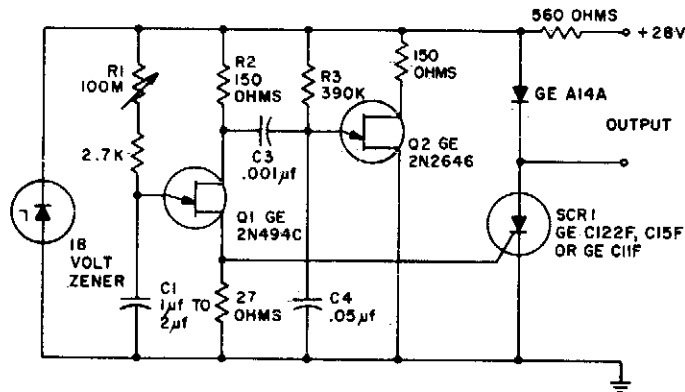 560 OHMS
+28V
R1
100M
R2
150
OHMS
R3
390K
150
OHMS
GE A14A
OUTPUT
2.7K
C3
.001μf
Q2 GE
2N2646
Q1 GE
2N494C
SCR1
GE C122F, C15F
OR GE C11F
18
VOLT
ZENER
C1
1μf TO
2μf
27
OHMS
C4
.05μf